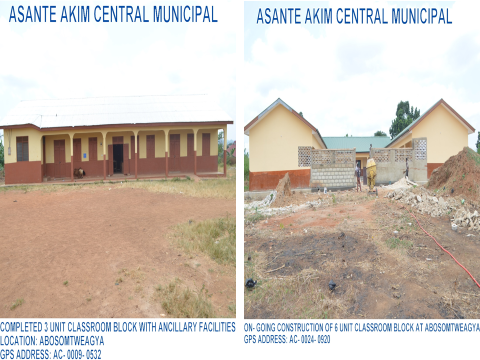 ASANTE AKIM CENTRAL MUNICIPAL
COMPLETED 3 UNIT CLASSROOM BLOCK WITH ANCILLARY FACILITIES
LOCATION: ABOSOMTWEAGYA
GPS ADDRESS: AC- 0009- 0532
ASANTE AKIM CENTRAL MUNICIPAL
ON- GOING CONSTRUCTION OF 6 UNIT CLASSROOM BLOCK AT ABOSOMTWEAGYA
GPS ADDRESS: AC- 0024- 0920